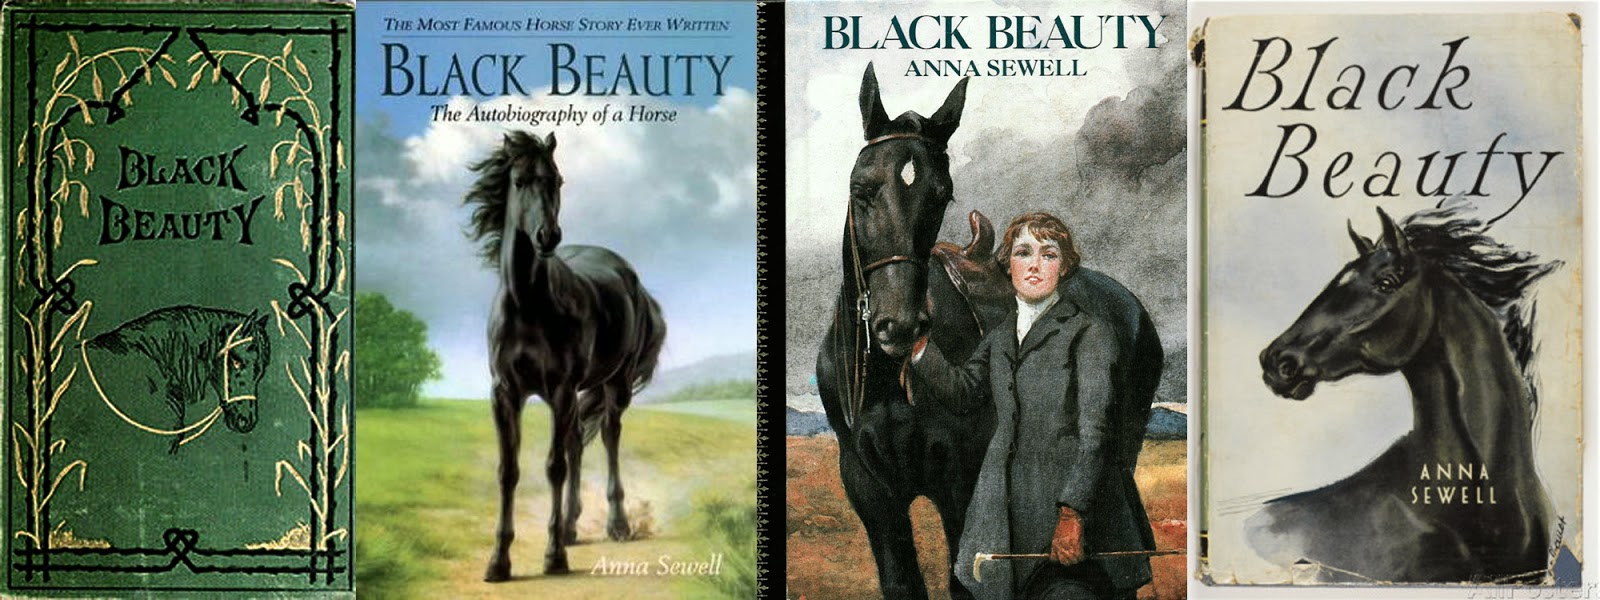 BLACK
BEAUTY
THE MOST FAMOUS HORSE STORY EVER WRITTEN
BLACK BEAUTY
The Autobiography of a Horse
Anna Sewell
BLACK BEAUTY
ANNA SEWELL
Black
Beauty
ANNA
SEWELL